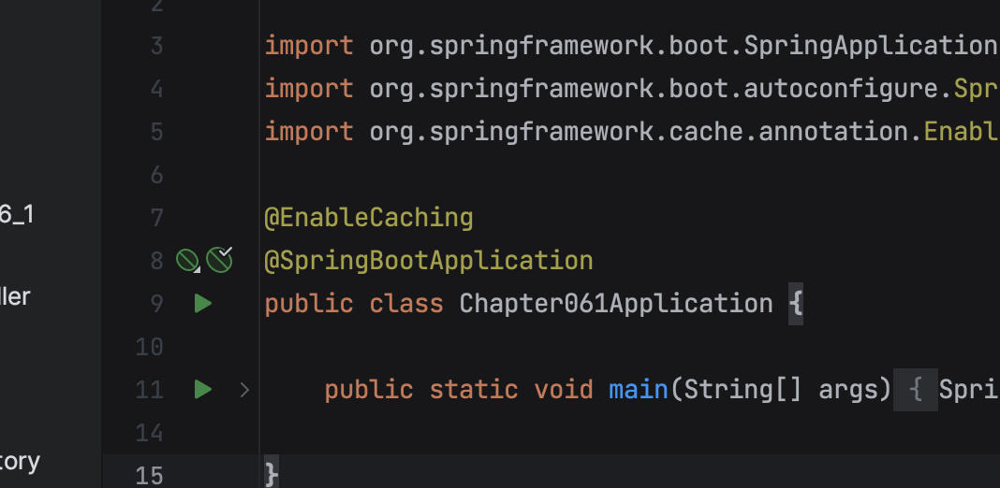 2
3 import org.springframework.boot.SpringApplication
4 import org.springframework.boot.autoconfigure.Spr
5 import org.springframework.cache.annotation.Enabl
6
6_1
7 @EnableCaching
8 @SpringBootApplication
ller
9 public class Chapter061Application {
10
11 public static void main(String[] args) { Spri
14
tory
15 }